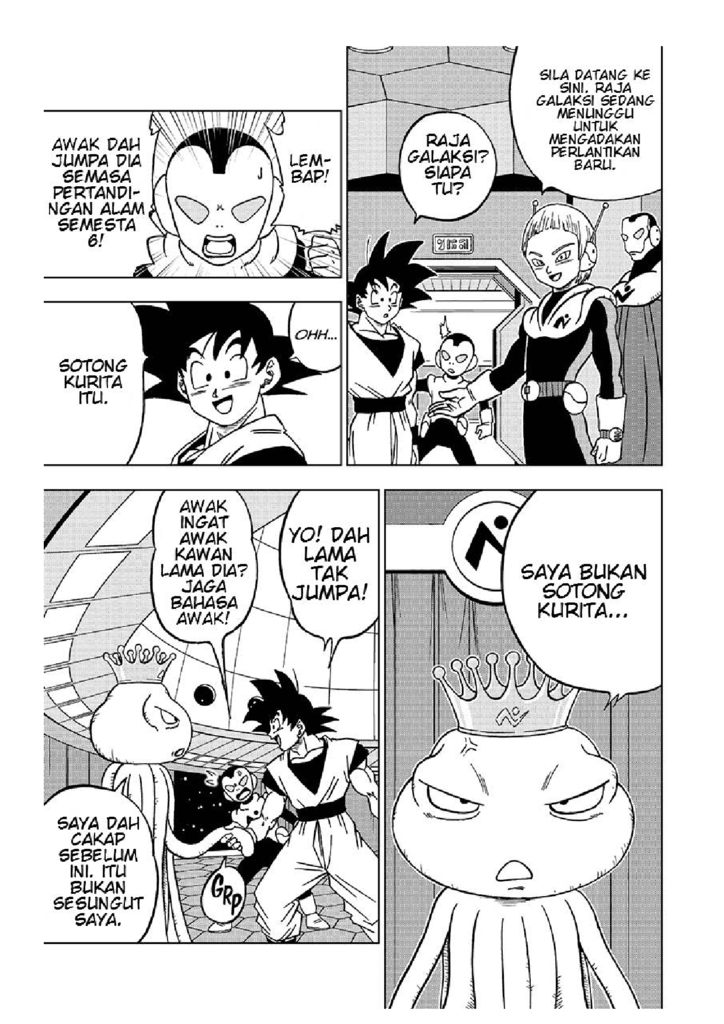 SILA DATANG KE
SINI. RAJA
GALAKSI SEDANG
MENUNGGU
UNTUK
MENGADAKAN
PERLANTIKAN
BARU.
RAJA
GALAKSI?
SIAPA
TU?
LEM-
BAP!
AWAK DAH
JUMPA DIA
SEMASA
PERTANDI-
NGAN ALAM
SEMESTA
6!
OHH...
SOTONG
KURITA
ITU.
SAYA BUKAN
SOTONG
KURITA...
YO! DAH
LAMA
TAK
JUMPA!
AWAK
INGAT
AWAK
KAWAN
LAMA DIA?
JAGA
BAHASA
AWAK!
GRP
SAYA DAH
CAKAP
SEBELUM
INI. ITU
BUKAN
SESUNGUT
SAYA.